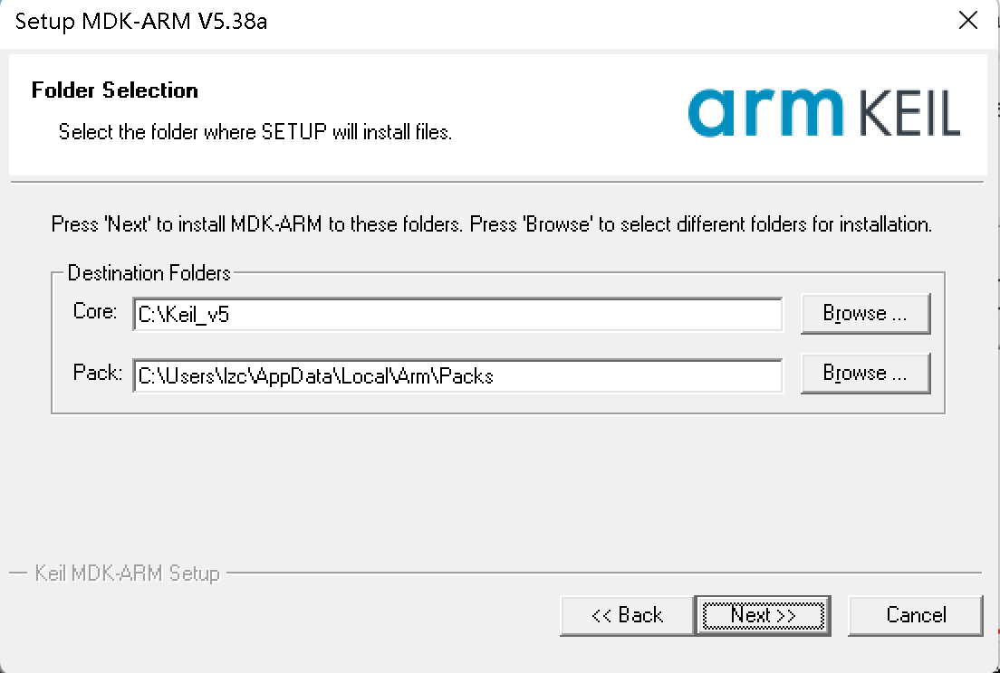 Setup MDK-ARM V5.38a
Folder Selection
Select the folder where SETUP will install files.
arm KEIL
Press 'Next' to install MDK-ARM to these folders. Press 'Browse' to select different folders for installation.
Destination Folders
Core: C:\Keil_v5 Browse ...
Pack: C:\Users\lzc\AppData\Local\Arm\Packs Browse ...
Keil MDK-ARM Setup
<< Back Next >> Cancel